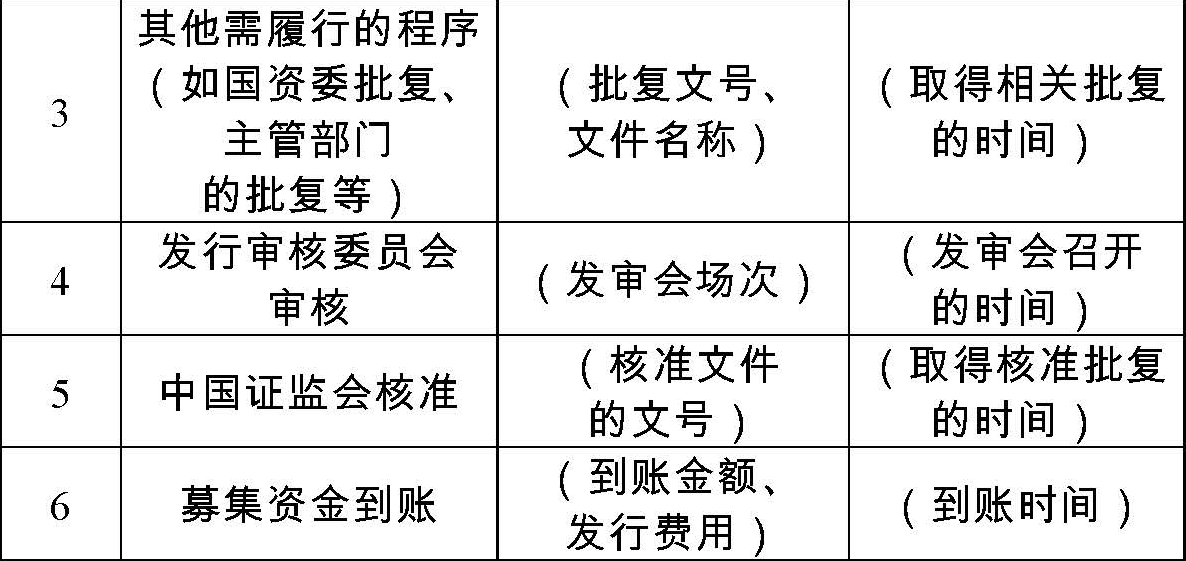 3
其他需履行的程序
（如国资委批复、
主管部门
的批复等）
（批复文号、
文件名称）
（取得相关批复
的时间）
4
发行审核委员会
审核
（发审会场次）
（发审会召开
的时间）
5
中国证监会核准
（核准文件
的文号）
（取得核准批复
的时间）
6
募集资金到账
（到账金额、
发行费用）
（到账时间）